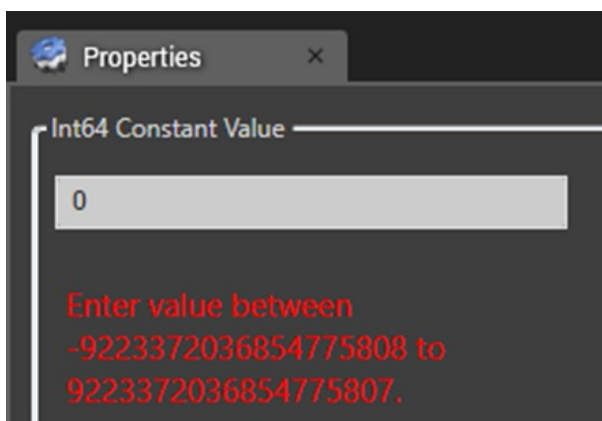 Properties
Int64 Constant Value
0
Enter value between
-9223372036854775808 to
9223372036854775807.